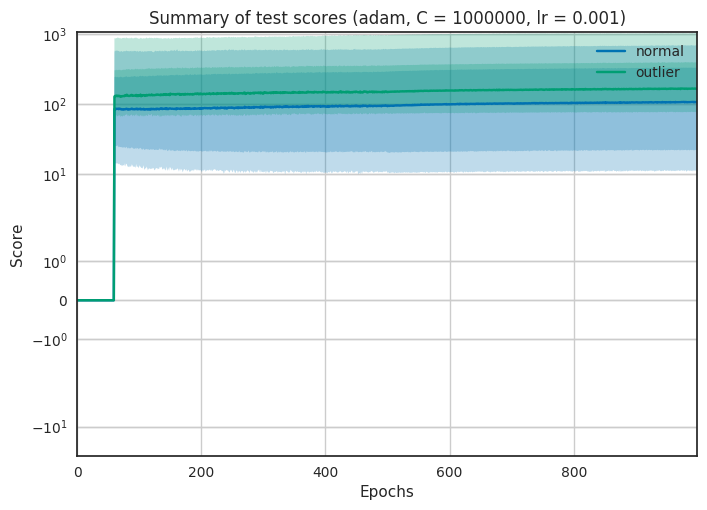 Summary of test scores (adam, C = 1000000, lr = 0.001)
10³
normal
outlier
10²
10¹
Score
10⁰
0
−10⁰
−10¹
0 200 400 600 800
Epochs